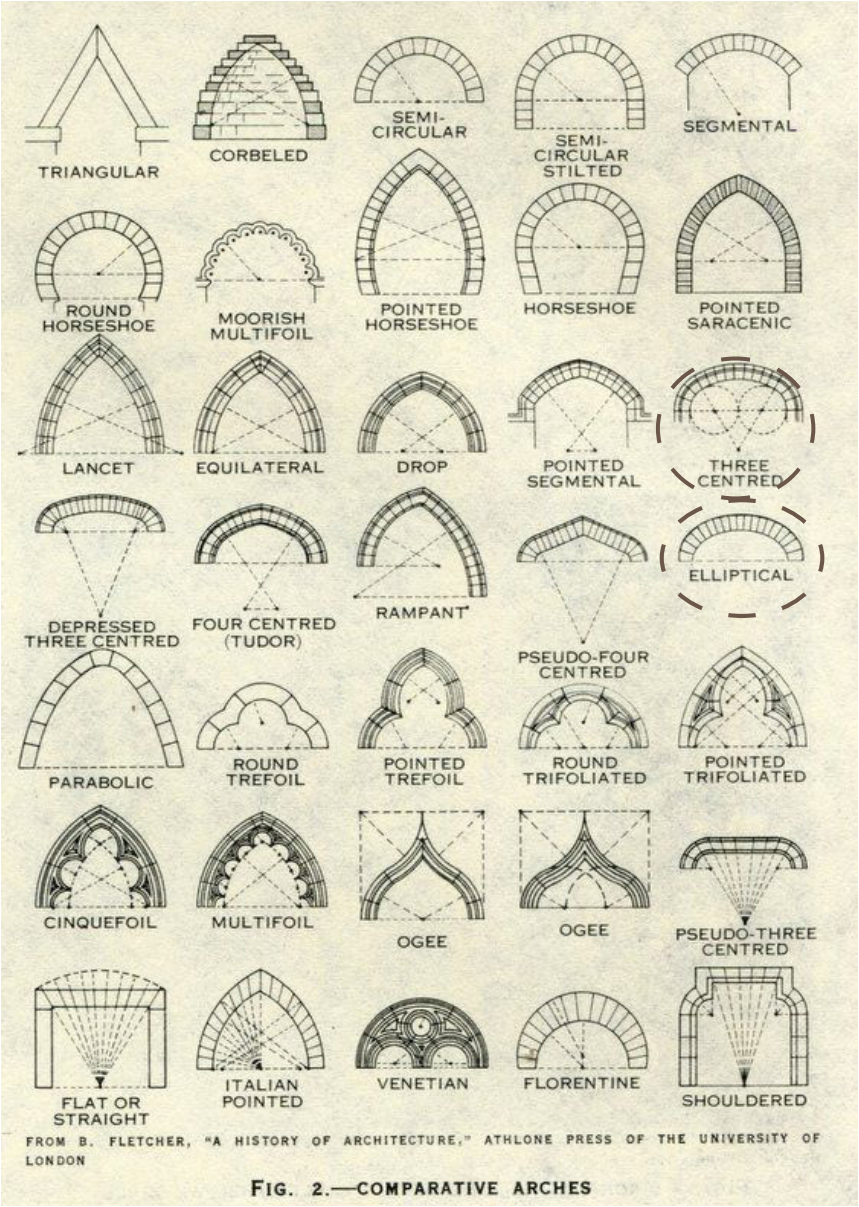 TRIANGULAR
CORBELED
SEMI-
CIRCULAR
SEMI-
CIRCULAR
STILTED
SEGMENTAL
ROUND
HORSESHOE
MOORISH
MULTIFOIL
POINTED
HORSESHOE
HORSESHOE
POINTED
SARACENIC
LANCET
EQUILATERAL
DROP
POINTED
SEGMENTAL
THREE
CENTRED
DEPRESSED
THREE CENTRED
FOUR CENTRED
(TUDOR)
RAMPANT
PSEUDO-FOUR
CENTRED
ELLIPTICAL
PARABOLIC
ROUND
TREFOIL
POINTED
TREFOIL
ROUND
TRIFOLIATED
POINTED
TRIFOLIATED
CINQUEFOIL
MULTIFOIL
OGEE
OGEE
PSEUDO-THREE
CENTRED
FLAT OR
STRAIGHT
ITALIAN
POINTED
VENETIAN
FLORENTINE
SHOULDERED
FROM B. FLETCHER, "A HISTORY OF ARCHITECTURE," ATHLONE PRESS OF THE UNIVERSITY OF
LONDON
FIG. 2.—COMPARATIVE ARCHES